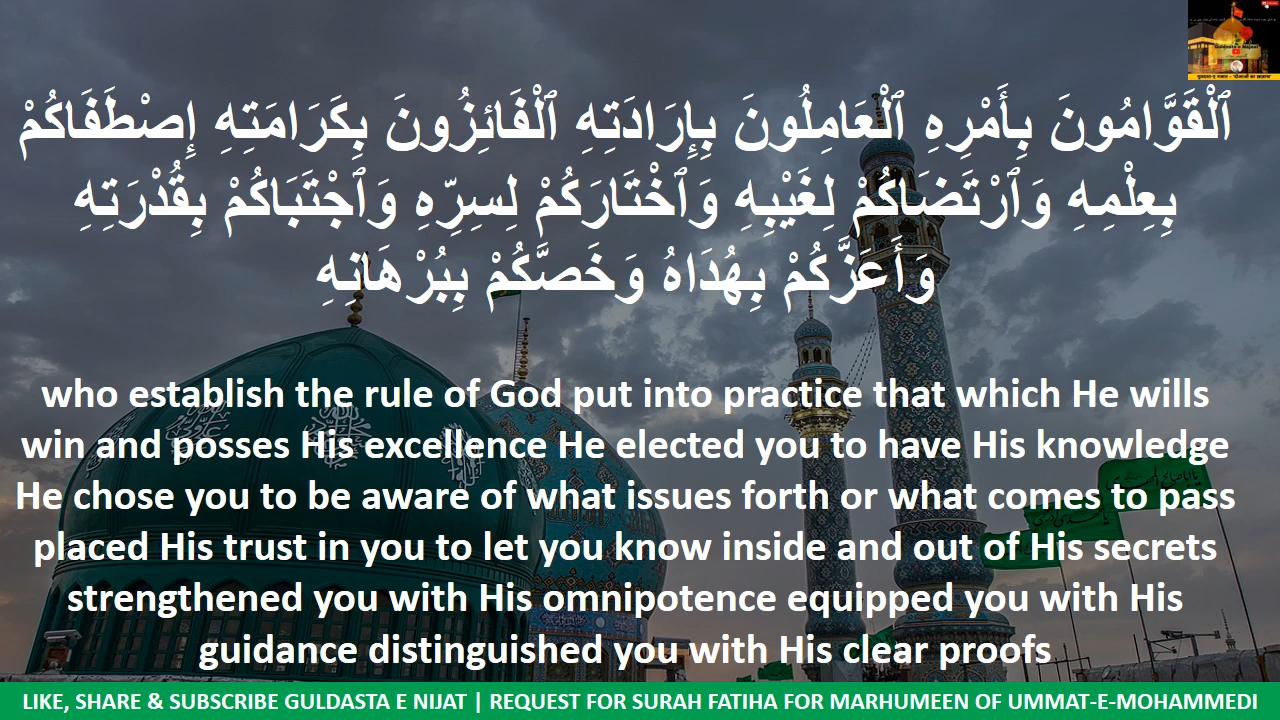 ٱلْقَوَّامُونَ بِأَمْرِهِ ٱلْعَامِلُونَ بِإِرَادَتِهِ ٱلْفَائِزُونَ بِكَرَامَتِهِ إِصْطَفَاكُمْ
بِعِلْمِهِ وَٱرْتَضَاكُمْ لِغَيْبِهِ وَٱخْتَارَكُمْ لِسِرِّهِ وَٱجْتَبَاكُمْ بِقُدْرَتِهِ
وَأَعَزَّكُمْ بِهُدَاهُ وَخَصَّكُمْ بِبُرْهَانِهِ
who establish the rule of God put into practice that which He wills
win and posses His excellence He elected you to have His knowledge
He chose you to be aware of what issues forth or what comes to pass
placed His trust in you to let you know inside and out of His secrets
strengthened you with His omnipotence equipped you with His
guidance distinguished you with His clear proofs
LIKE, SHARE & SUBSCRIBE GULDASTA E NIJAT | REQUEST FOR SURAH FATIHA FOR MARHUMEEN OF UMMAT-E-MOHAMMEDI